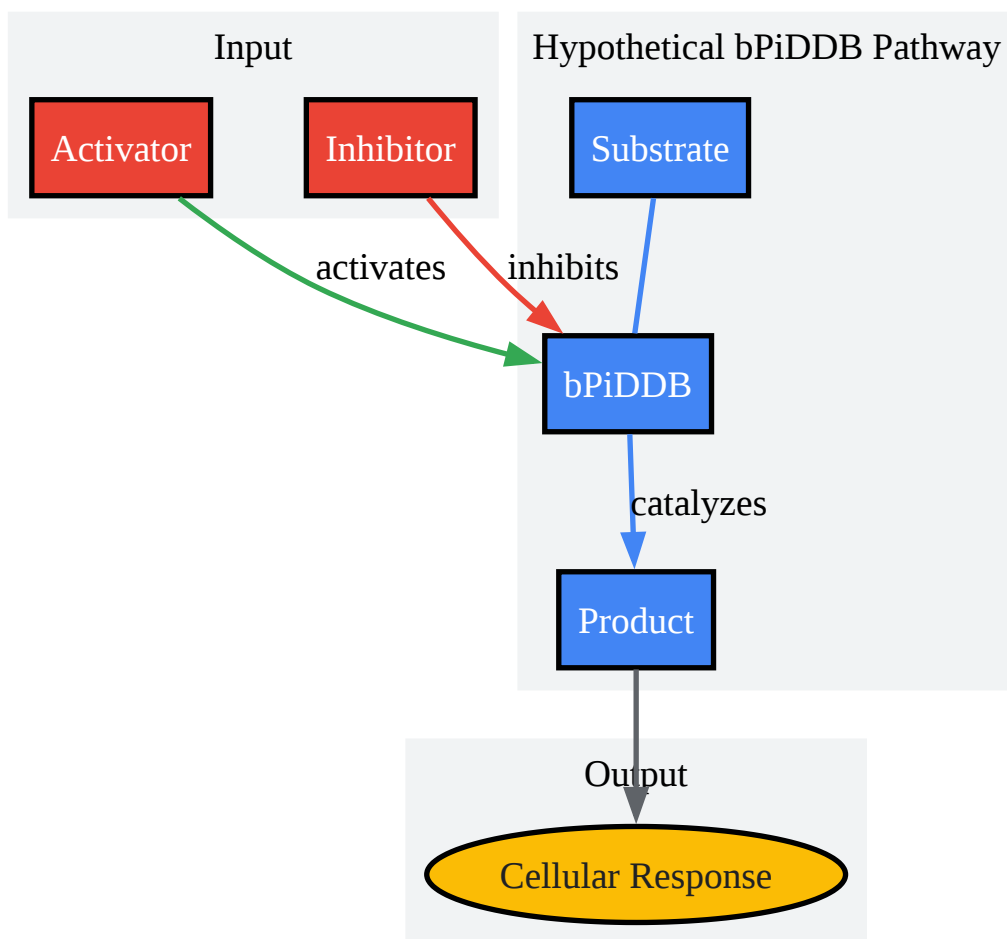 Input
Hypothetical bPiDDB Pathway
Activator
Inhibitor
Substrate
activates
inhibits
bPiDDB
catalyzes
Product
Output
Cellular Response